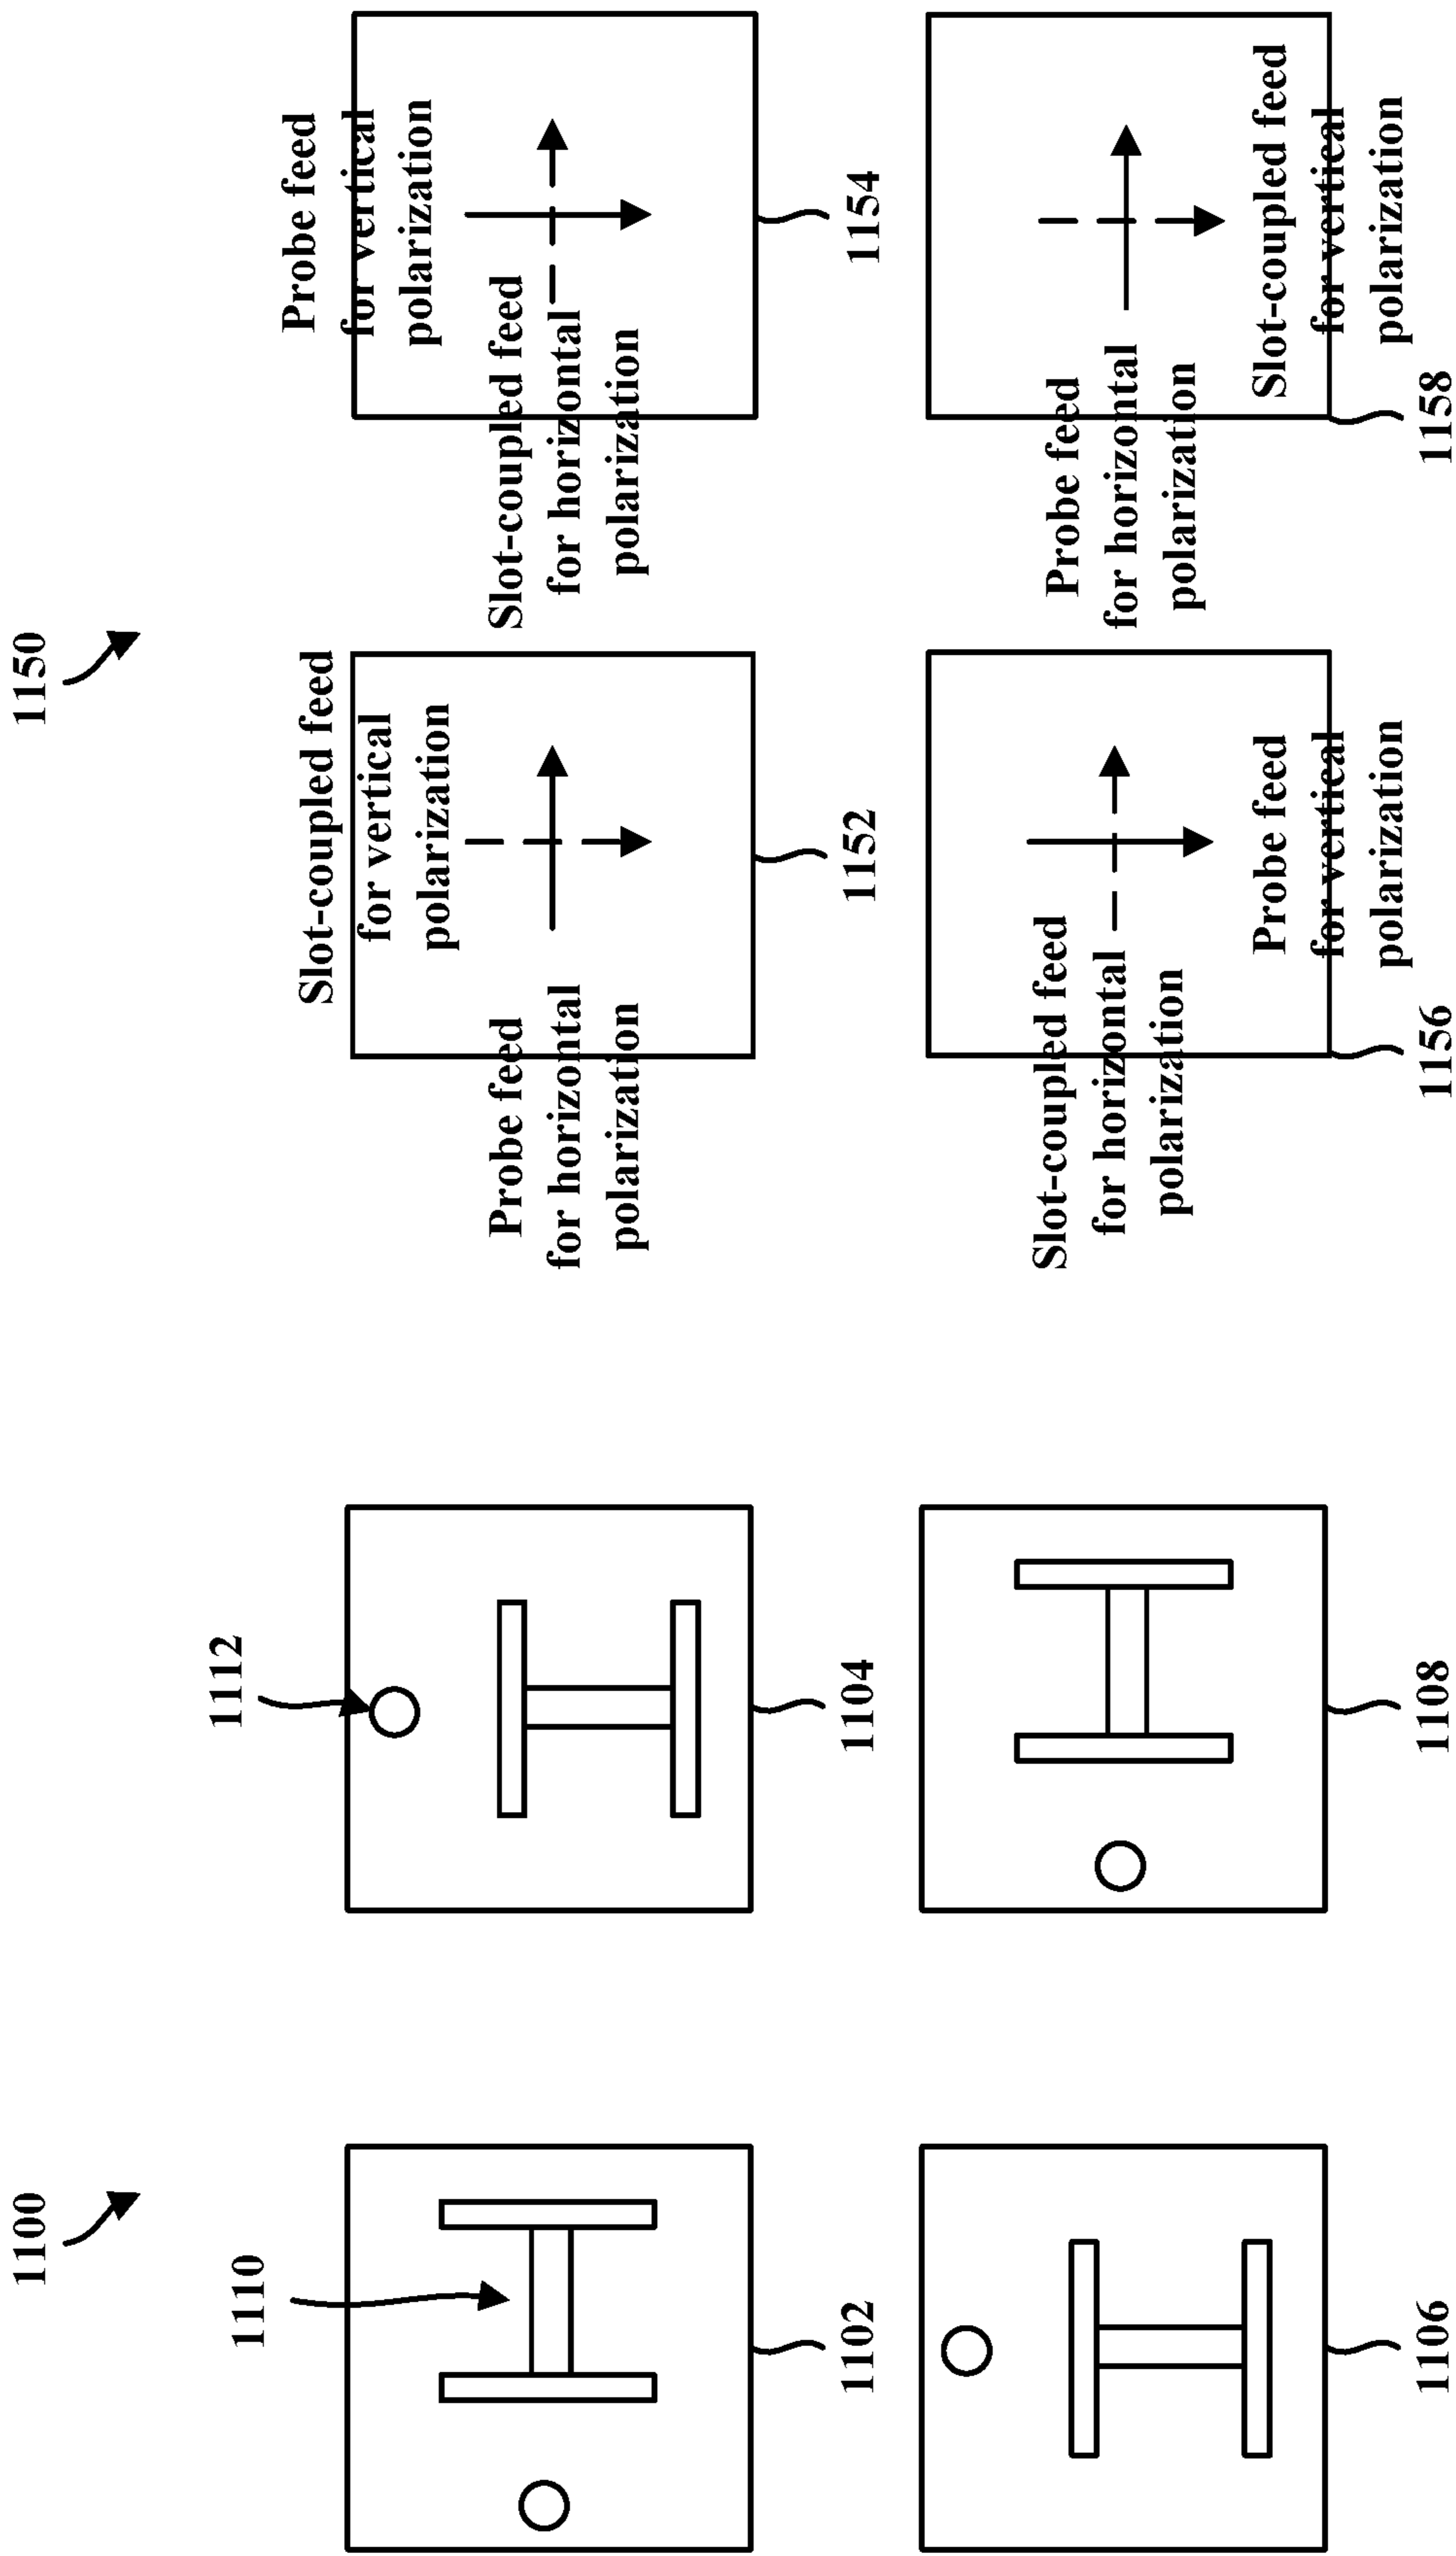 1100
1150
1110
1112
1102
1104
1106
1108
Slot-coupled feed
for vertical
polarization
Probe feed
for horizontal
polarization
1152
Probe feed
for vertical
polarization
Slot-coupled feed
for horizontal
polarization
1154
Slot-coupled feed
for horizontal
polarization
Probe feed
for vertical
polarization
1156
Probe feed
for horizontal
polarization
Slot-coupled feed
for vertical
polarization
1158